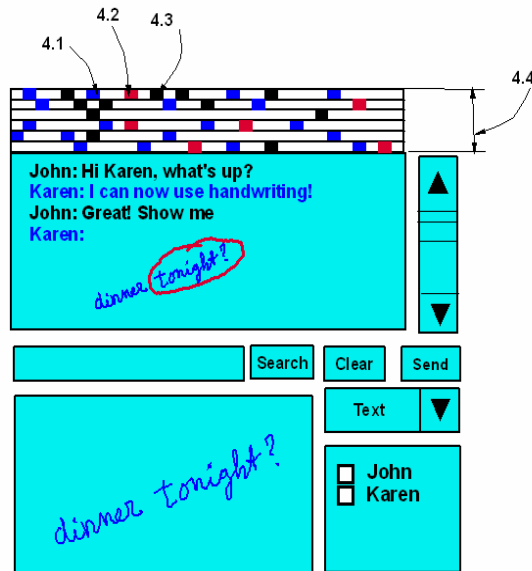 4.1
4.2
4.3
4.4
John: Hi Karen, what's up?
Karen: I can now use handwriting!
John: Great! Show me
Karen:
dinner tonight?
Search
Clear
Send
Text
dinner tonight?
John
Karen